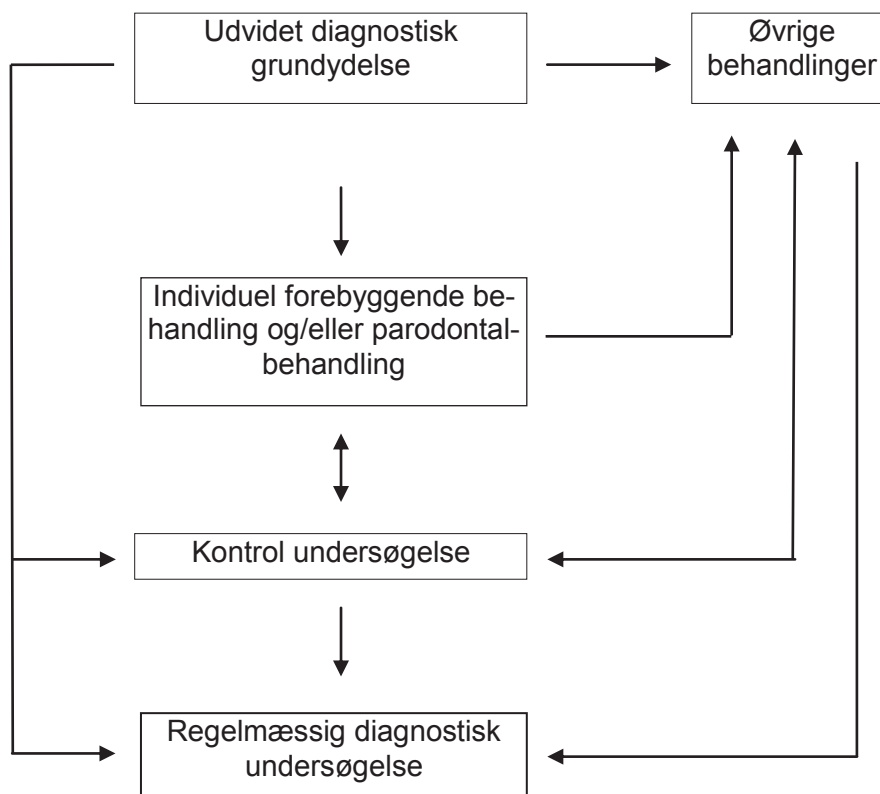 Udvidet diagnostisk
grundydelse
Øvrige
behandlinger
Individuel forebyggende be-
handling og/eller parodontal-
behandling
Kontrol undersøgelse
Regelmæssig diagnostisk
undersøgelse